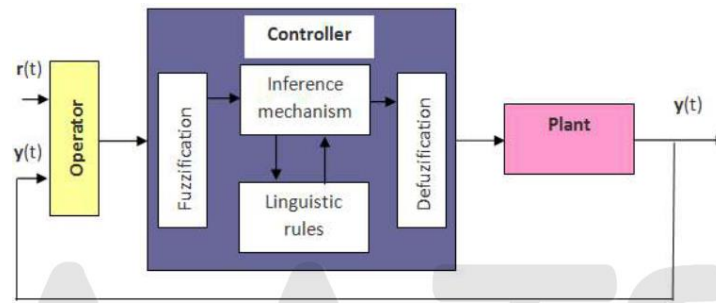 Controller
r(t)
y(t)
Operator
Fuzzification
Inference
mechanism
Linguistic
rules
Defuzification
Plant
y(t)